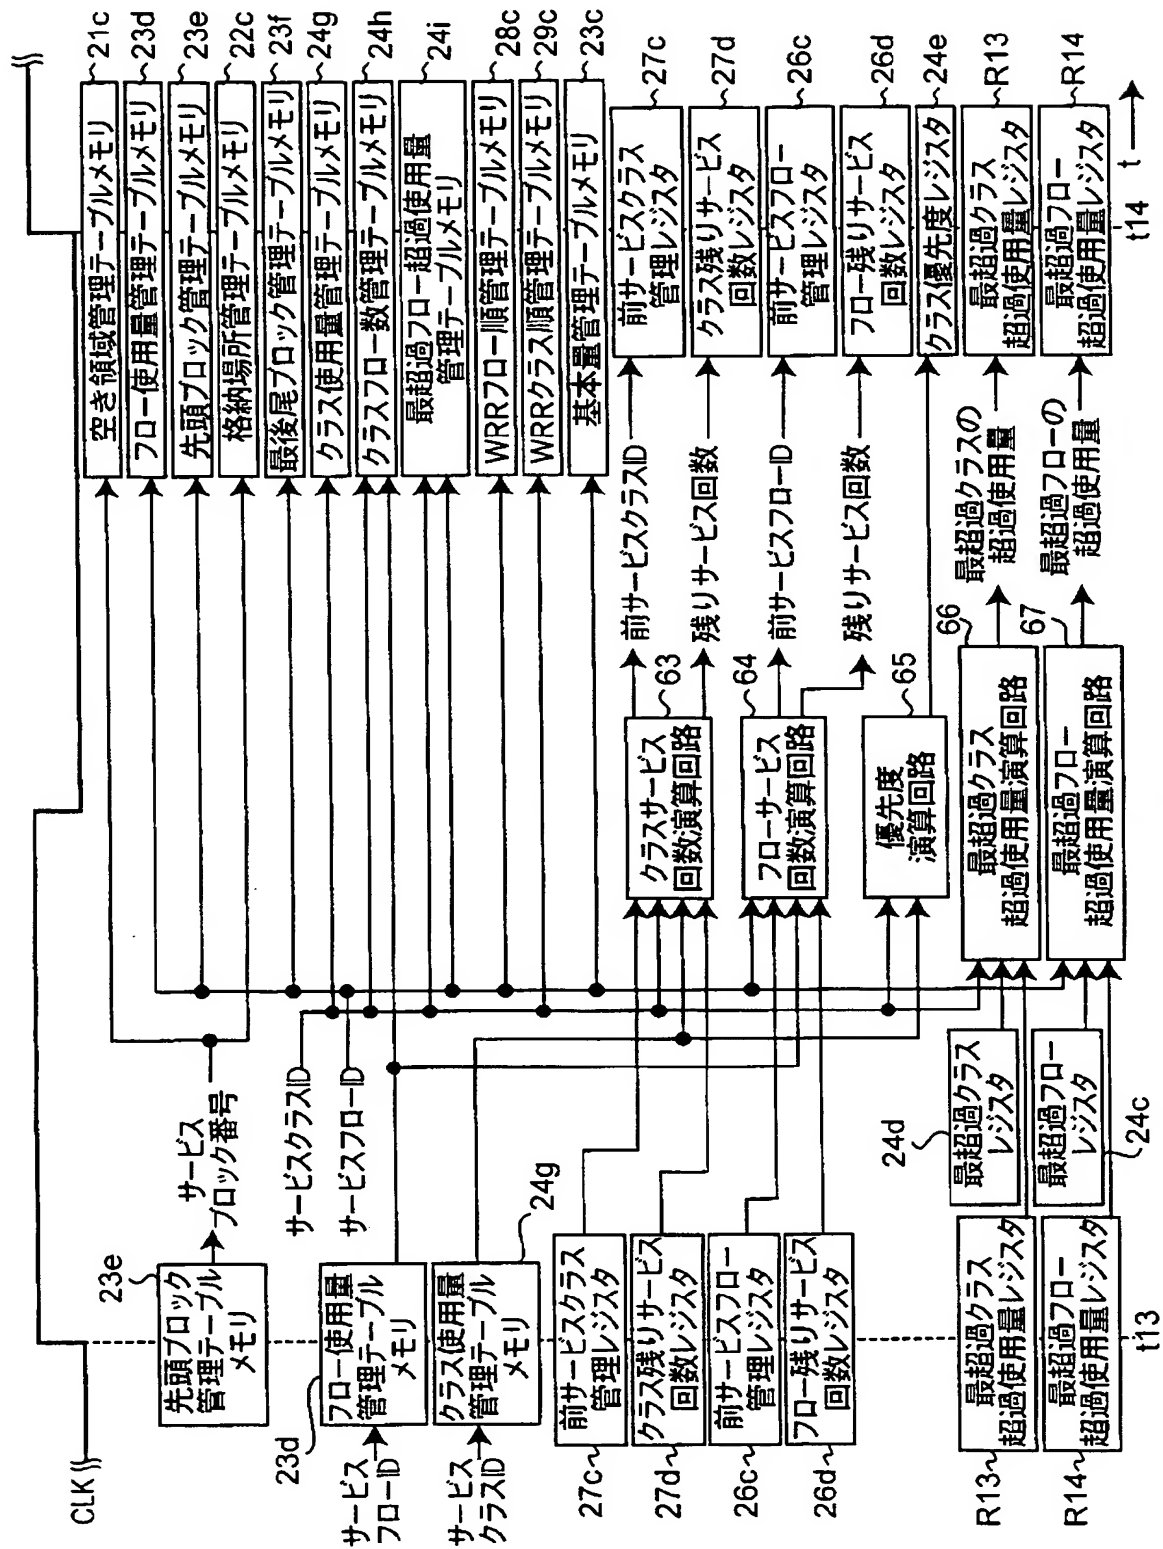 CLK
23e
先頭ブロック
管理テーブル
メモリ
サービス
ブロック番号
サービスクラスID
サービスフローID
サービス
フローID
23d
フロー使用量
管理テーブル
メモリ
サービス
クラスID
クラス使用量
管理テーブル
メモリ
24g
27c
前サービスクラス
管理レジスタ
27d
クラス残りサービス
回数レジスタ
26c
前サービスフロー
管理レジスタ
26d
フロー残りサービス
回数レジスタ
R13
最超過クラス
超過使用量レジスタ
R14
最超過フロー
超過使用量レジスタ
t13
24d
最超過クラス
レジスタ
最超過フロー
レジスタ
24c
クラスサービス
回数演算回路
63
フローサービス
回数演算回路
64
優先度
演算回路
65
最超過クラス
超過使用量演算回路
66
最超過フロー
超過使用量演算回路
67
前サービスクラスID
残りサービス回数
前サービスフローID
残りサービス回数
最超過クラスの
超過使用量
最超過フローの
超過使用量
空き領域管理テーブルメモリ
21c
フロー使用量管理テーブルメモリ
23d
先頭ブロック管理テーブルメモリ
23e
格納場所管理テーブルメモリ
22c
最後尾ブロック管理テーブルメモリ
23f
クラス使用量管理テーブルメモリ
24g
クラスフロー数管理テーブルメモリ
24h
最超過フロー超過使用量
管理テーブルメモリ
24i
WRRフロー順管理テーブルメモリ
28c
WRRクラス順管理テーブルメモリ
29c
基本量管理テーブルメモリ
23c
前サービスクラス
管理レジスタ
27c
クラス残りサービス
回数レジスタ
27d
前サービスフロー
管理レジスタ
26c
フロー残りサービス
回数レジスタ
26d
クラス優先度レジスタ
24e
最超過クラス
超過使用量レジスタ
R13
最超過フロー
超過使用量レジスタ
R14
t14
t